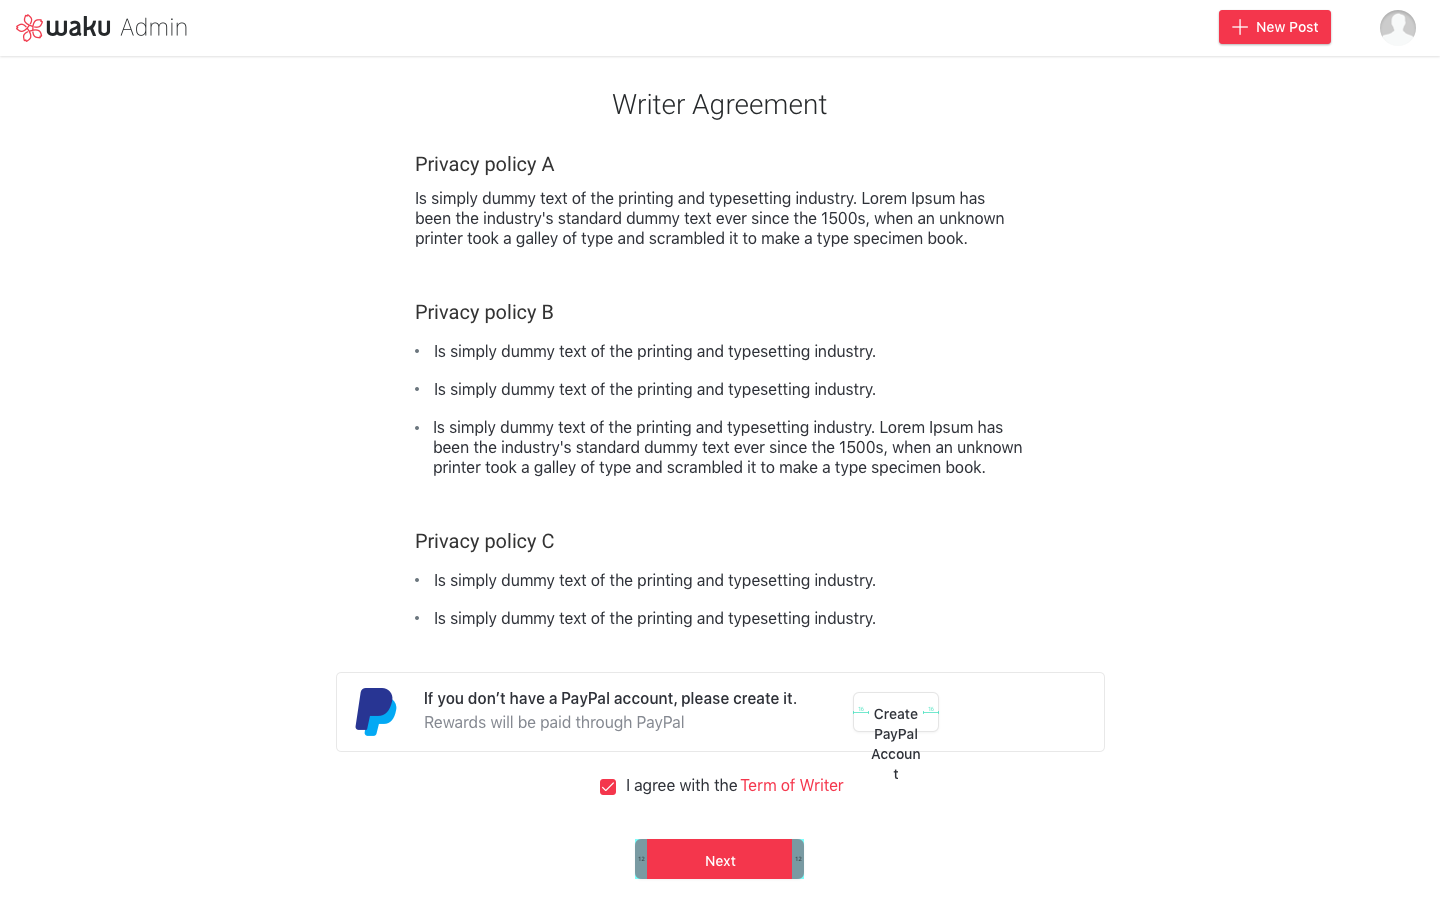 waku Admin
New Post
Writer Agreement
Privacy policy A
Is simply dummy text of the printing and typesetting industry. Lorem Ipsum has
been the industry's standard dummy text ever since the 1500s, when an unknown
printer took a galley of type and scrambled it to make a type specimen book.
Privacy policy B
• Is simply dummy text of the printing and typesetting industry.
• Is simply dummy text of the printing and typesetting industry.
• Is simply dummy text of the printing and typesetting industry. Lorem Ipsum has
been the industry's standard dummy text ever since the 1500s, when an unknown
printer took a galley of type and scrambled it to make a type specimen book.
Privacy policy C
• Is simply dummy text of the printing and typesetting industry.
• Is simply dummy text of the printing and typesetting industry.
If you don’t have a PayPal account, please create it.
Rewards will be paid through PayPal
Create
PayPal
Accoun
t
I agree with the Term of Writer
12 Next 12